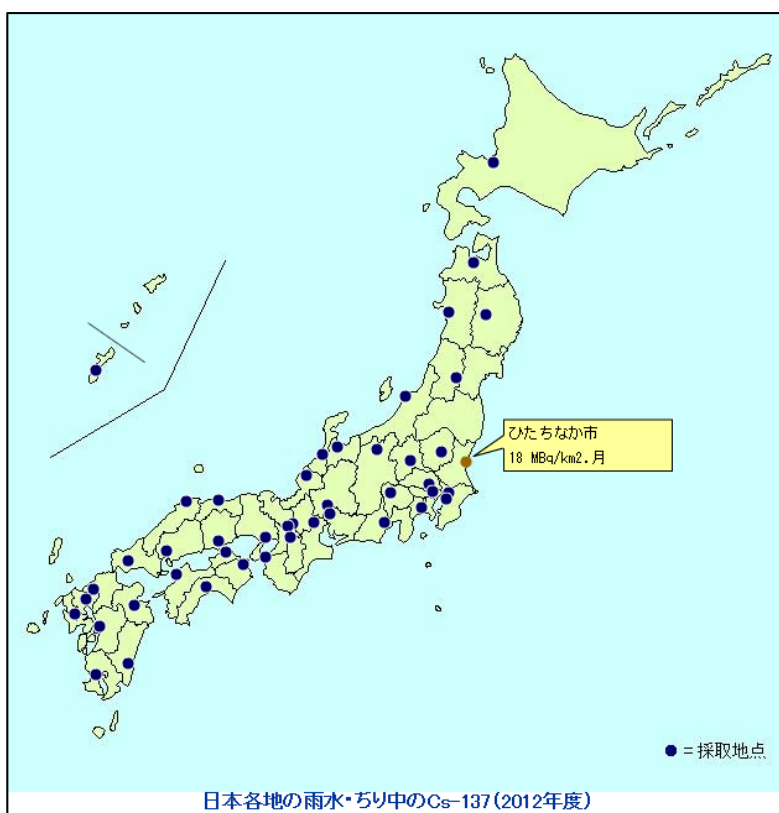 ひたちなか市
18 MBq/km2.月
● = 採取地点
日本各地の雨水・ちり中のCs-137(2012年度)